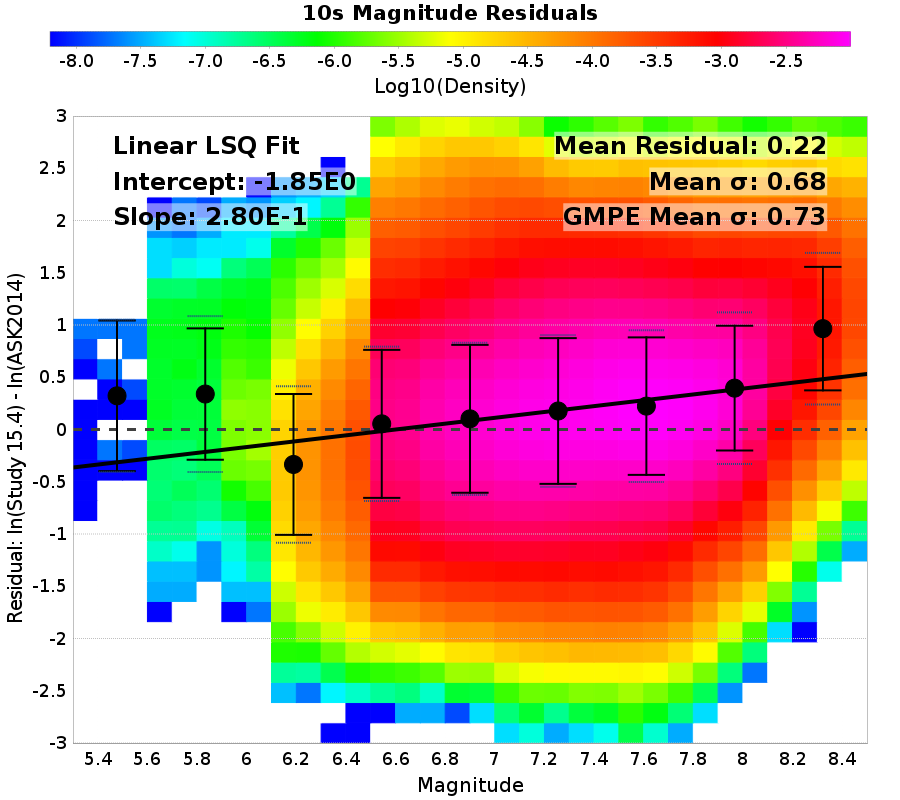 10s Magnitude Residuals
-8.0 -7.5 -7.0 -6.5 -6.0 -5.5 -5.0 -4.5 -4.0 -3.5 -3.0 -2.5
Log10(Density)
Linear LSQ Fit
Intercept: -1.85E0
Slope: 2.80E-1
Mean Residual: 0.22
Mean σ: 0.68
GMPE Mean σ: 0.73
Residual: ln(Study 15.4) - ln(ASK2014)
3
2.5
2
1.5
1
0.5
0
-0.5
-1
-1.5
-2
-2.5
-3
5.4 5.6 5.8 6 6.2 6.4 6.6 6.8 7 7.2 7.4 7.6 7.8 8 8.2 8.4
Magnitude